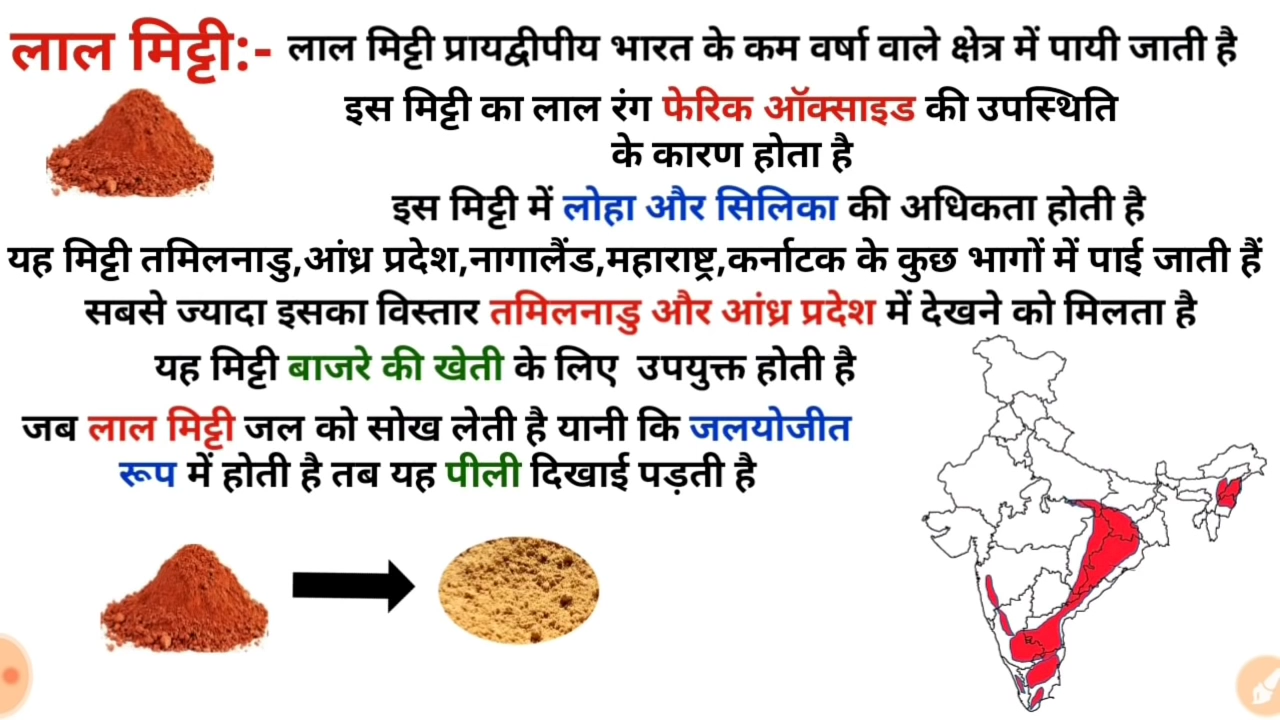 लाल मिट्टी:- लाल मिट्टी प्रायद्वीपीय भारत के कम वर्षा वाले क्षेत्र में पायी जाती है
इस मिट्टी का लाल रंग फेरिक ऑक्साइड की उपस्थिति
के कारण होता है
इस मिट्टी में लोहा और सिलिका की अधिकता होती है
यह मिट्टी तमिलनाडु,आंध्र प्रदेश,नागालैंड,महाराष्ट्र,कर्नाटक के कुछ भागों में पाई जाती हैं
सबसे ज्यादा इसका विस्तार तमिलनाडु और आंध्र प्रदेश में देखने को मिलता है
यह मिट्टी बाजरे की खेती के लिए उपयुक्त होती है
जब लाल मिट्टी जल को सोख लेती है यानी कि जलयोजीत
रूप में होती है तब यह पीली दिखाई पड़ती है